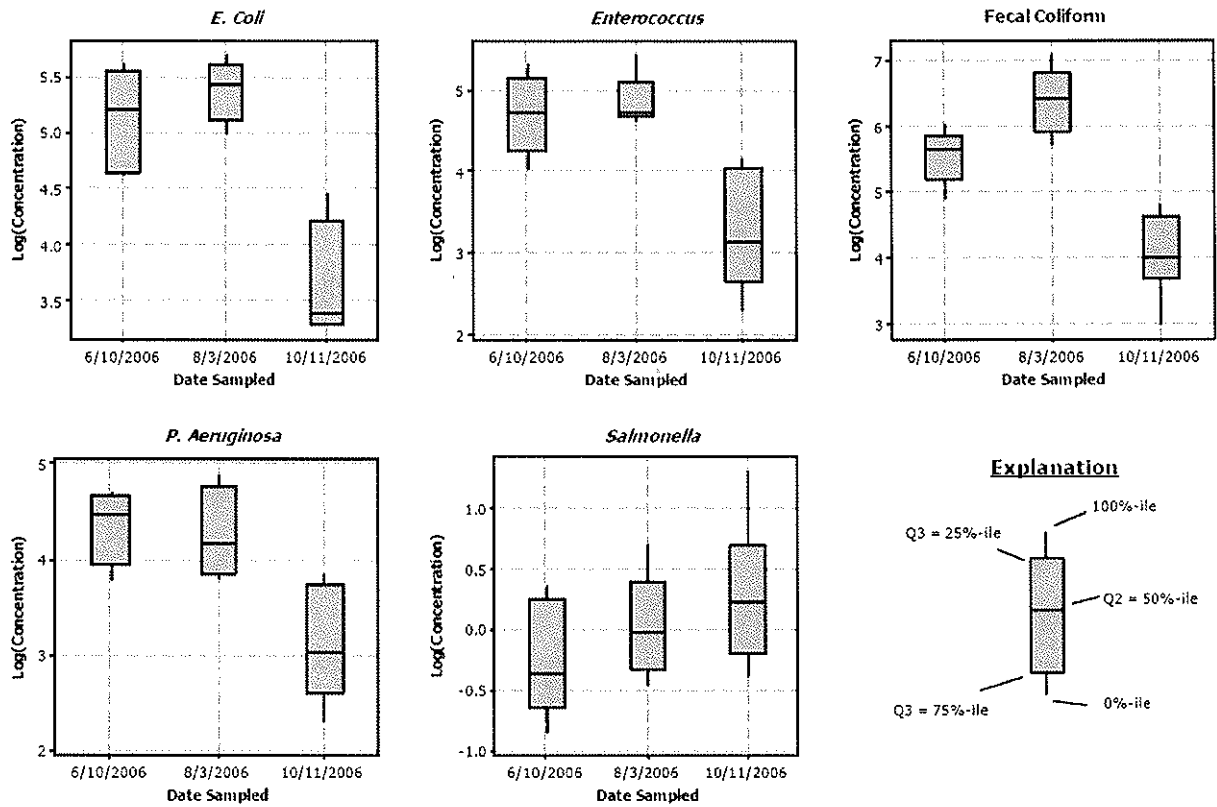 E. Coli
Log(Concentration)
5.5
5.0
4.5
4.0
3.5
6/10/2006 8/3/2006 10/11/2006
Date Sampled
Enterococcus
Log(Concentration)
5
4
3
2
6/10/2006 8/3/2006 10/11/2006
Date Sampled
Fecal Coliform
Log(Concentration)
7
6
5
4
3
6/10/2006 8/3/2006 10/11/2006
Date Sampled
P. Aeruginosa
Log(Concentration)
5
4
3
2
6/10/2006 8/3/2006 10/11/2006
Date Sampled
Salmonella
Log(Concentration)
1.0
0.5
0.0
-0.5
-1.0
6/10/2006 8/3/2006 10/11/2006
Date Sampled
Explanation
100%-ile
Q3 = 25%-ile
Q2 = 50%-ile
Q3 = 75%-ile
0%-ile